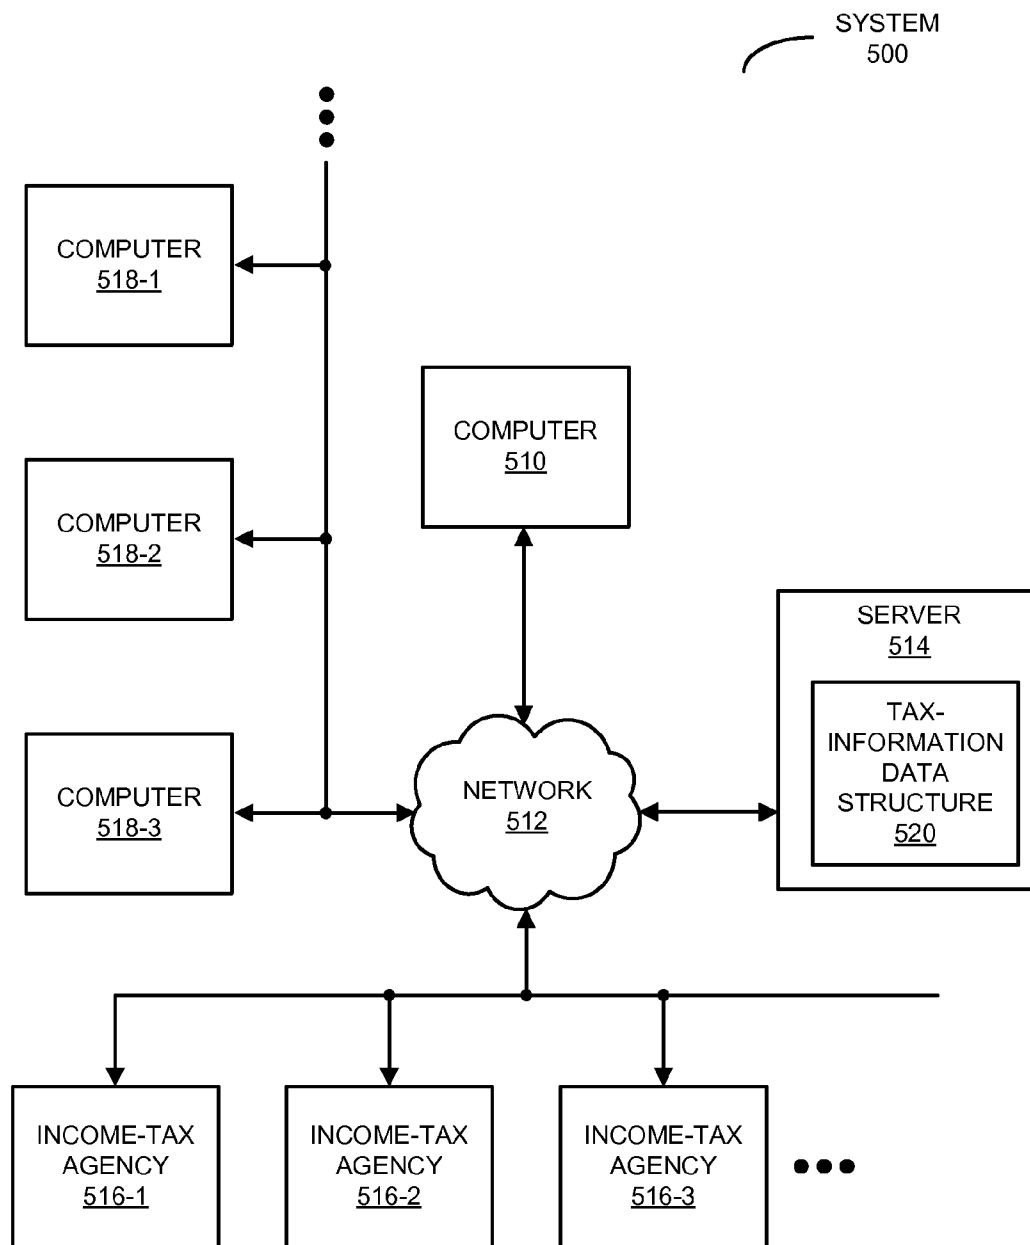 SYSTEM
500
COMPUTER
518-1
COMPUTER
510
COMPUTER
518-2
SERVER
514
TAX-
INFORMATION
DATA
STRUCTURE
520
COMPUTER
518-3
NETWORK
512
INCOME-TAX
AGENCY
516-1
INCOME-TAX
AGENCY
516-2
INCOME-TAX
AGENCY
516-3